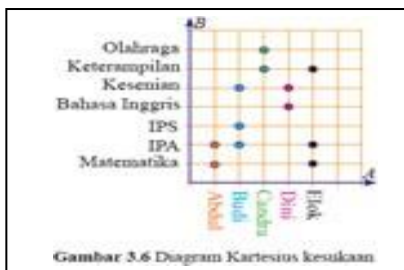 B
Olahraga
Keterampilan
Kesenian
Bahasa Inggris
IPS
IPA
Matematika
A
Abdul
Budi
Candra
Dini
Elok
Gambar 3.6 Diagram Kartesius kesukaan